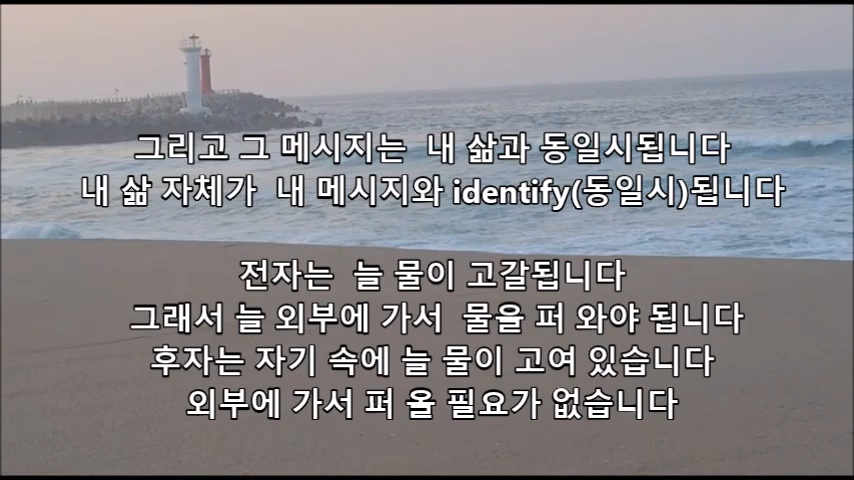 그리고 그 메시지는 내 삶과 동일시됩니다
내 삶 자체가 내 메시지와 identify(동일시)됩니다
전자는 늘 물이 고갈됩니다
그래서 늘 외부에 가서 물을 퍼 와야 됩니다
후자는 자기 속에 늘 물이 고여 있습니다
외부에 가서 퍼 올 필요가 없습니다